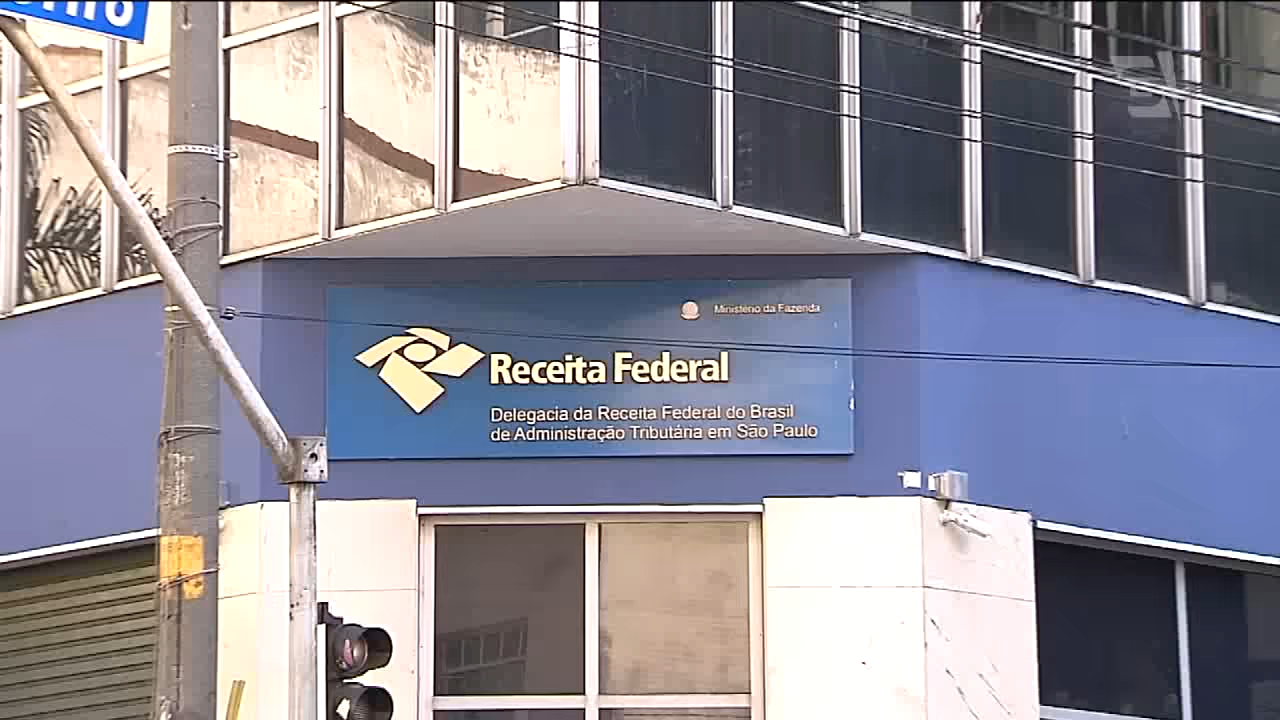 Ministério da Fazenda
Receita Federal
Delegacia da Receita Federal do Brasil
de Administração Tributária em São Paulo